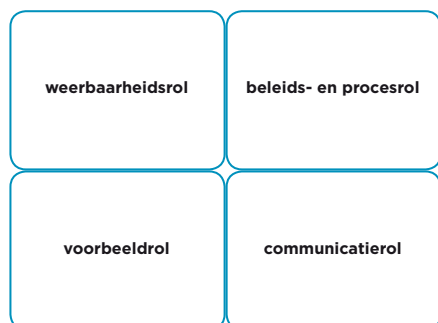 weerbaarheidsrol
beleids- en procesrol
voorbeeldrol
communicatierol